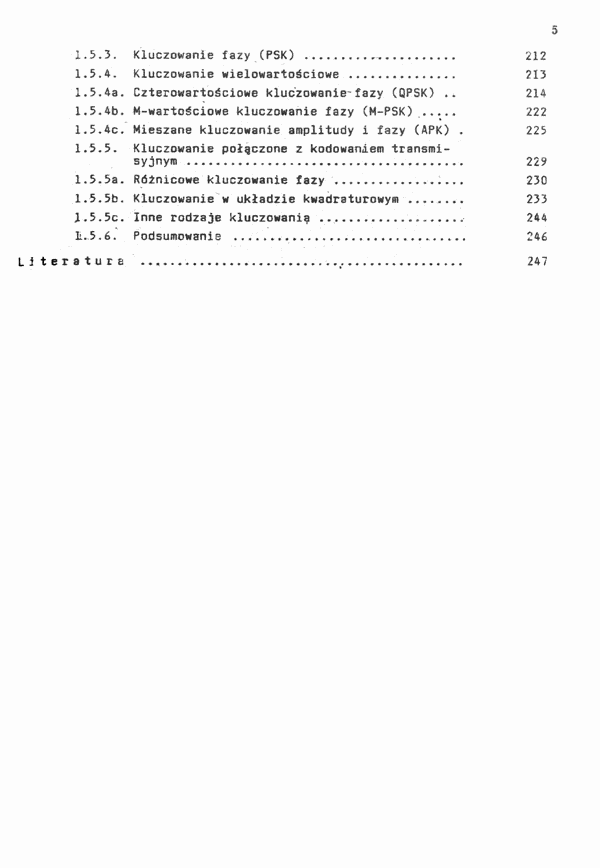 5
1.5.3. Kluczowanie fazy (PSK) ..................... 212
1.5.4. Kluczowanie wielowartościowe ............... 213
1.5.4a. Czterowartościowe kluczowanie fazy (QPSK) .. 214
1.5.4b. M-wartościowe kluczowanie fazy (M-PSK) ..... 222
1.5.4c. Mieszane kluczowanie amplitudy i fazy (APK) . 225
1.5.5. Kluczowanie połączone z kodowaniem transmi-
syjnym ...................................... 229
1.5.5a. Różnicowe kluczowanie fazy .................. 230
1.5.5b. Kluczowanie w układzie kwadraturowym ........ 233
1.5.5c. Inne rodzaje kluczowanią .................... 244
1.5.6. Podsumowanie ................................ 246
Literatura ............................................ 247